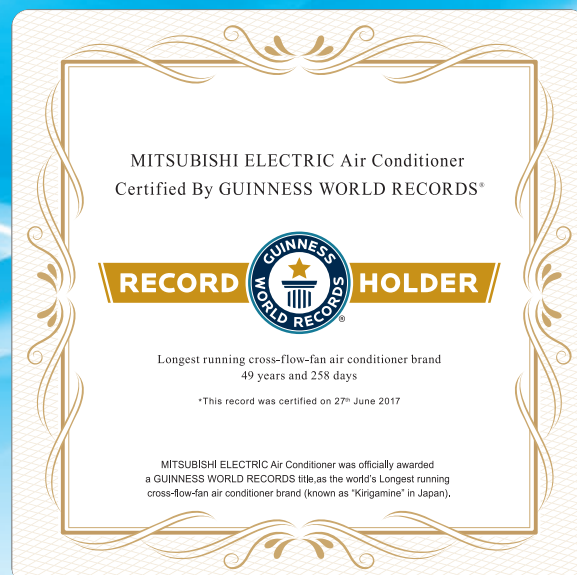 MITSUBISHI ELECTRIC Air Conditioner
Certified By GUINNESS WORLD RECORDS®
RECORD
GUINNESS
WORLD RECORDS
®
HOLDER
Longest running cross-flow-fan air conditioner brand
49 years and 258 days
*This record was certified on 27th June 2017
MITSUBISHI ELECTRIC Air Conditioner was officially awarded
a GUINNESS WORLD RECORDS title,as the world's Longest running
cross-flow-fan air conditioner brand (known as "Kirigamine" in Japan).